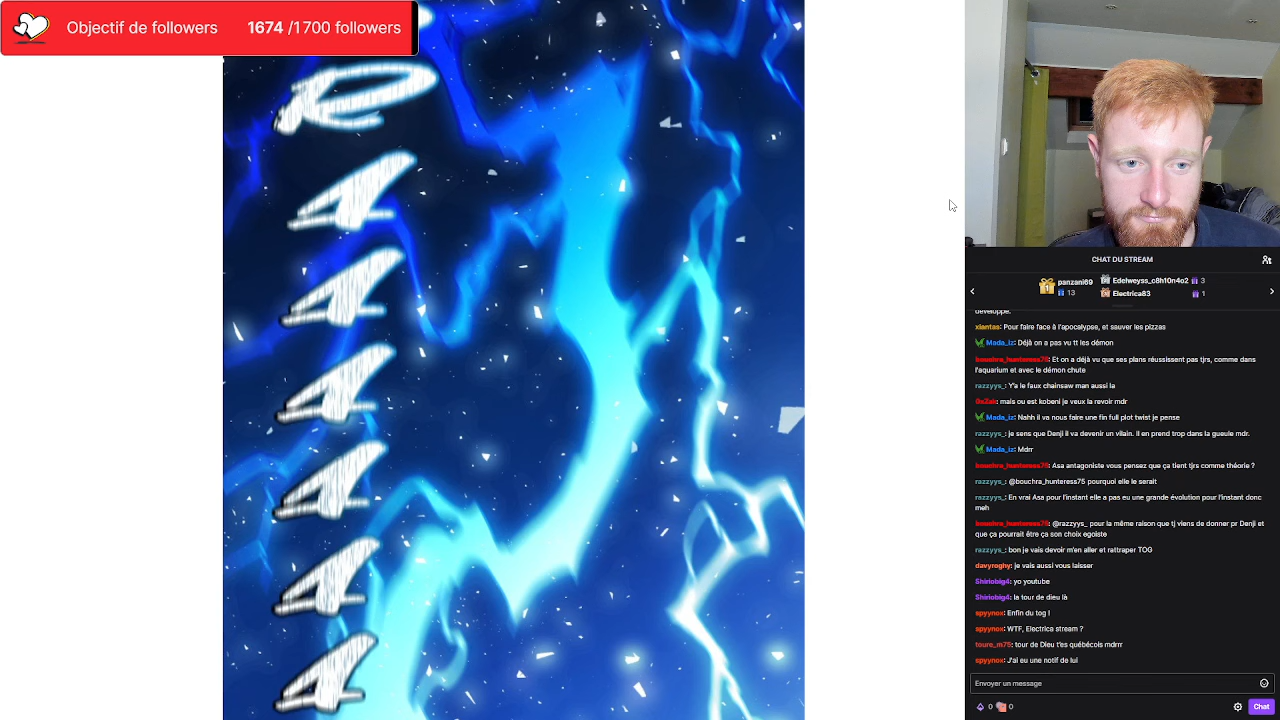 Objectif de followers 1674 /1700 followers
CHAT DU STREAM
panzani69 13
Edelweyss_c8h10n4o2 3
Electrica83 1
développé.
xiantas: Pour faire face à l'apocalypse, et sauver les pizzas
Mada_iz: Déjà on a pas vu tt les démon
bouchra_hunteress75: Et on a déjà vu que ses plans réussissent pas tjrs, comme dans
l'aquarium et avec le démon chute
razzyys_: Y'a le faux chainsaw man aussi la
mais ou est kobeni je veux la revoir mdr
Mada_iz: Nahh il va nous faire une fin full plot twist je pense
razzyys_: je sens que Denji il va devenir un vilain. Il en prend trop dans la gueule mdr.
Mada_iz: Mdrr
bouchra_hunteress75: Asa antagoniste vous pensez que ça tient tjrs comme théorie ?
razzyys_: @bouchra_hunteress75 pourquoi elle le serait
razzyys_: En vrai Asa pour l'instant elle a pas eu une grande évolution pour l'instant donc
meh
bouchra_hunteress75: @razzyys_ pour la même raison que tj viens de donner pr Denji et
que ça pourrait être ça son choix egoiste
razzyys_: bon je vais devoir m'en aller et rattraper TOG
davyroghy: je vais aussi vous laisser
Shiriobig4: yo youtube
Shiriobig4: la tour de dieu là
spyynox: Enfin du tog !
spyynox: WTF, Electrica stream ?
toure_m75: tour de Dieu t'es québécois mdrrr
spyynox: J'ai eu une notif de lui
Envoyer un message
0 0 Chat